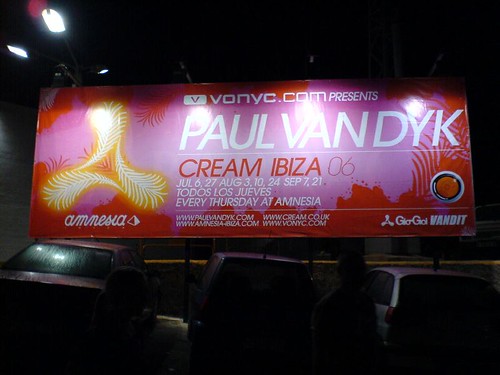 V vonyc.com PRESENTS
PAUL VAN DYK
CREAM IBIZA 06
JUL 6, 27 AUG 3, 10, 24 SEP 7, 21
TODOS LOS JUEVES
EVERY THURSDAY AT AMNESIA
amnesia
WWW.PAULVANDYK.COM WWW.CREAM.CO.UK
WWW.AMNESIA-IBIZA.COM WWW.VONYC.COM
GlorGol VANDIT